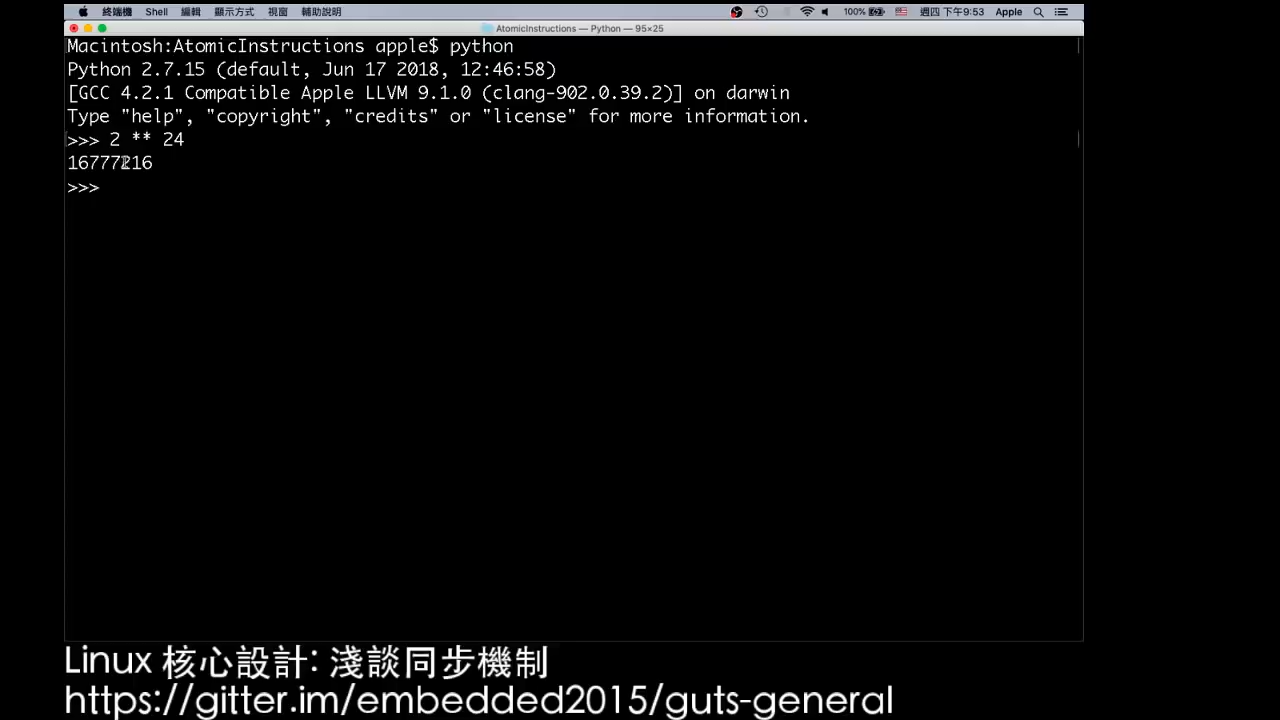 終端機 Shell 編輯 顯示方式 視窗 輔助說明 100% 週四 下午9:53 Apple
AtomicInstructions — Python — 95×25
Macintosh:AtomicInstructions apple$ python
Python 2.7.15 (default, Jun 17 2018, 12:46:58)
[GCC 4.2.1 Compatible Apple LLVM 9.1.0 (clang-902.0.39.2)] on darwin
Type "help", "copyright", "credits" or "license" for more information.
>>> 2 ** 24
16777216
>>>
Linux 核心設計: 淺談同步機制
https://gitter.im/embedded2015/guts-general